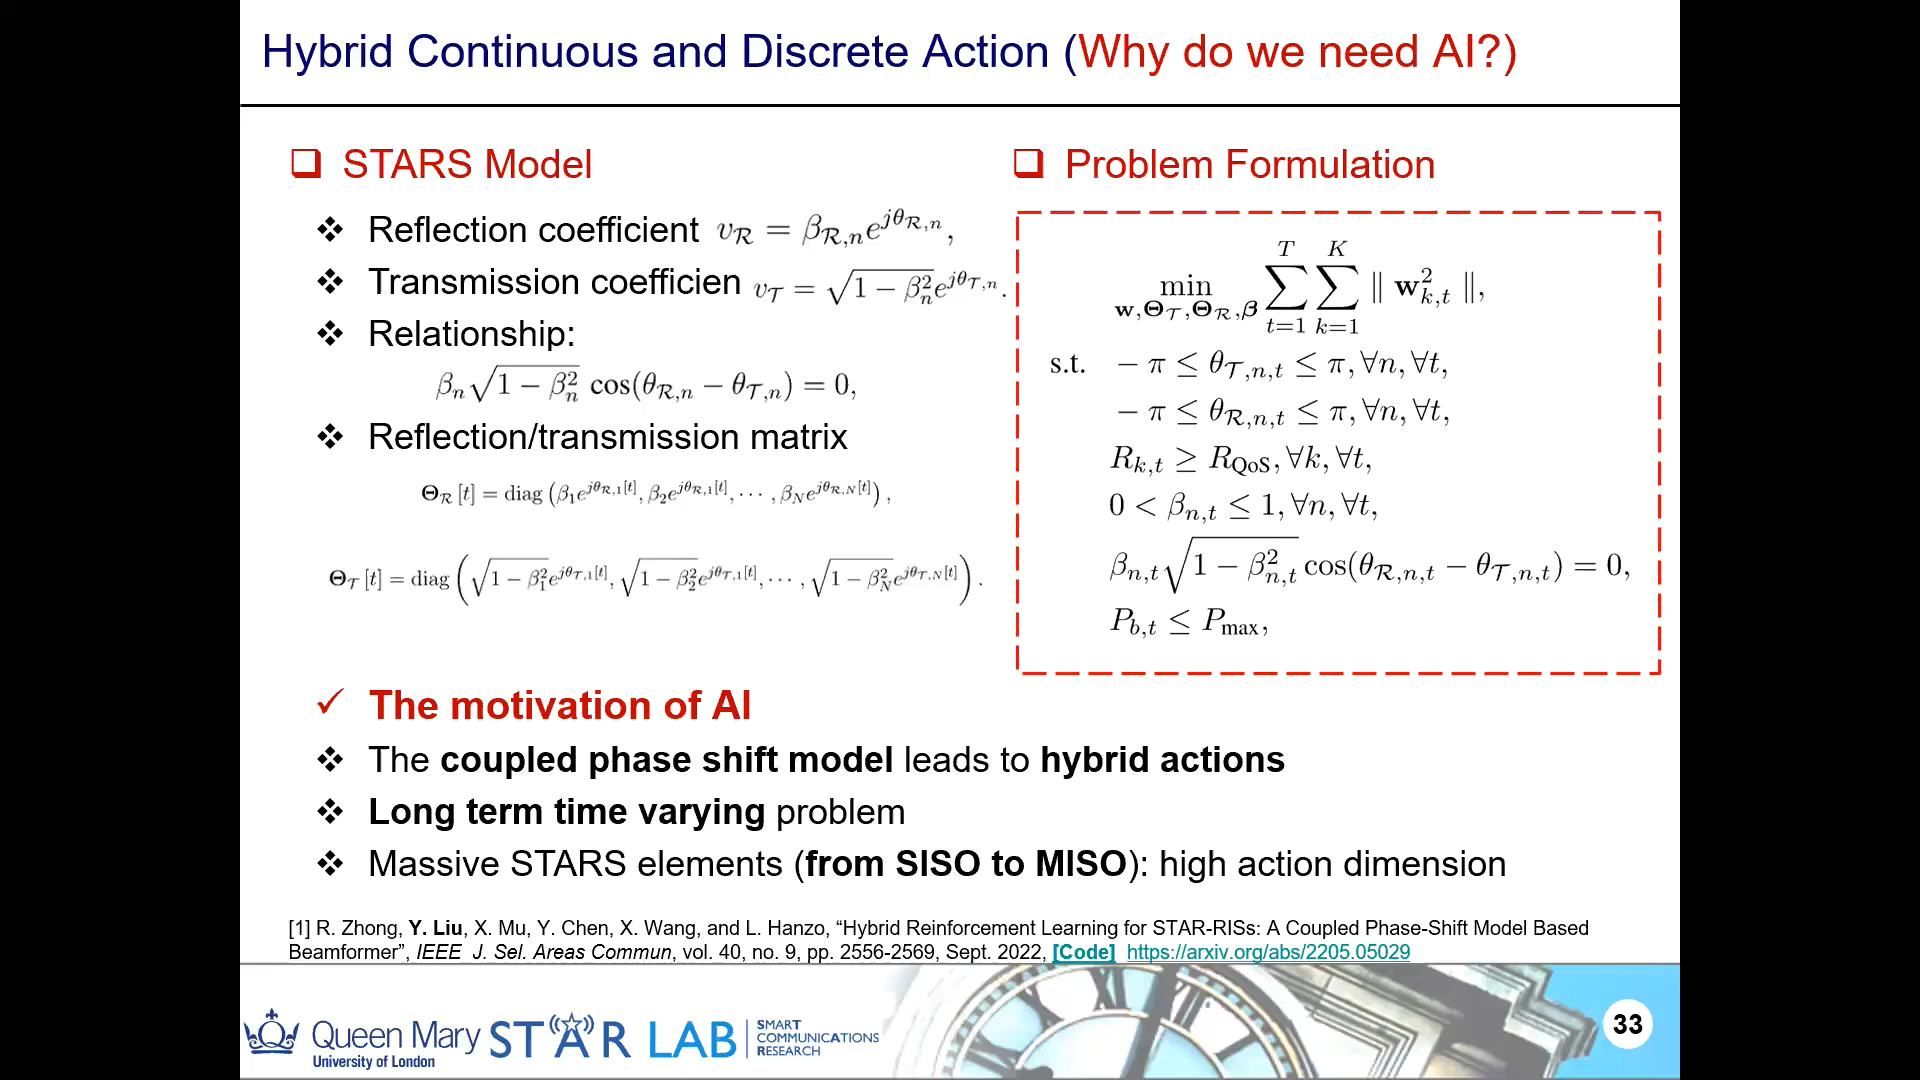 Hybrid Continuous and Discrete Action (Why do we need AI?)
❑ STARS Model
❖ Reflection coefficient v_ℛ = β_{ℛ,n}e^{jθ_{ℛ,n}},
❖ Transmission coefficien v_𝒯 = √(1 − β_n^2)e^{jθ_{𝒯,n}}.
❖ Relationship:
β_n√(1 − β_n^2) cos(θ_{ℛ,n} − θ_{𝒯,n}) = 0,
❖ Reflection/transmission matrix
Θ_ℛ [t] = diag (β_1e^{jθ_{ℛ,1}[t]}, β_2e^{jθ_{ℛ,1}[t]}, ⋯ , β_Ne^{jθ_{ℛ,N}[t]}) ,
Θ_𝒯 [t] = diag (√(1 − β_1^2)e^{jθ_{𝒯,1}[t]}, √(1 − β_2^2)e^{jθ_{𝒯,1}[t]}, ⋯ , √(1 − β_N^2)e^{jθ_{𝒯,N}[t]}) .
❑ Problem Formulation
min_{w,Θ_𝒯,Θ_ℛ,β} ∑_{t=1}^{T} ∑_{k=1}^{K} ‖ w_{k,t}^2 ‖,
s.t. − π ≤ θ_{𝒯,n,t} ≤ π, ∀n, ∀t,
− π ≤ θ_{ℛ,n,t} ≤ π, ∀n, ∀t,
R_{k,t} ≥ R_{QoS}, ∀k, ∀t,
0 < β_{n,t} ≤ 1, ∀n, ∀t,
β_{n,t}√(1 − β_{n,t}^2) cos(θ_{ℛ,n,t} − θ_{𝒯,n,t}) = 0,
P_{b,t} ≤ P_{max},
✓ The motivation of AI
❖ The coupled phase shift model leads to hybrid actions
❖ Long term time varying problem
❖ Massive STARS elements (from SISO to MISO): high action dimension
[1] R. Zhong, Y. Liu, X. Mu, Y. Chen, X. Wang, and L. Hanzo, “Hybrid Reinforcement Learning for STAR-RISs: A Coupled Phase-Shift Model Based
Beamformer”, IEEE J. Sel. Areas Commun, vol. 40, no. 9, pp. 2556-2569, Sept. 2022, [Code] https://arxiv.org/abs/2205.05029
Queen Mary
University of London
STAR LAB
SMART
COMMUNICATIONS
RESEARCH
33